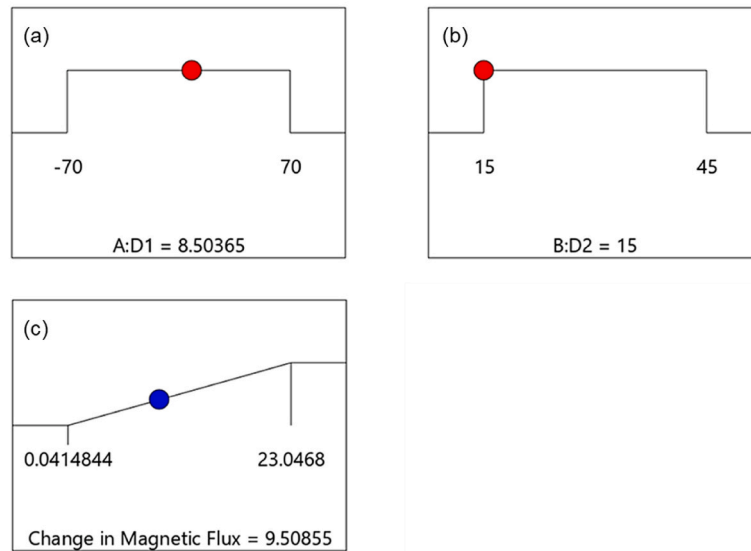 (a)
-70 70
A:D1 = 8.50365
(b)
15 45
B:D2 = 15
(c)
0.0414844 23.0468
Change in Magnetic Flux = 9.50855